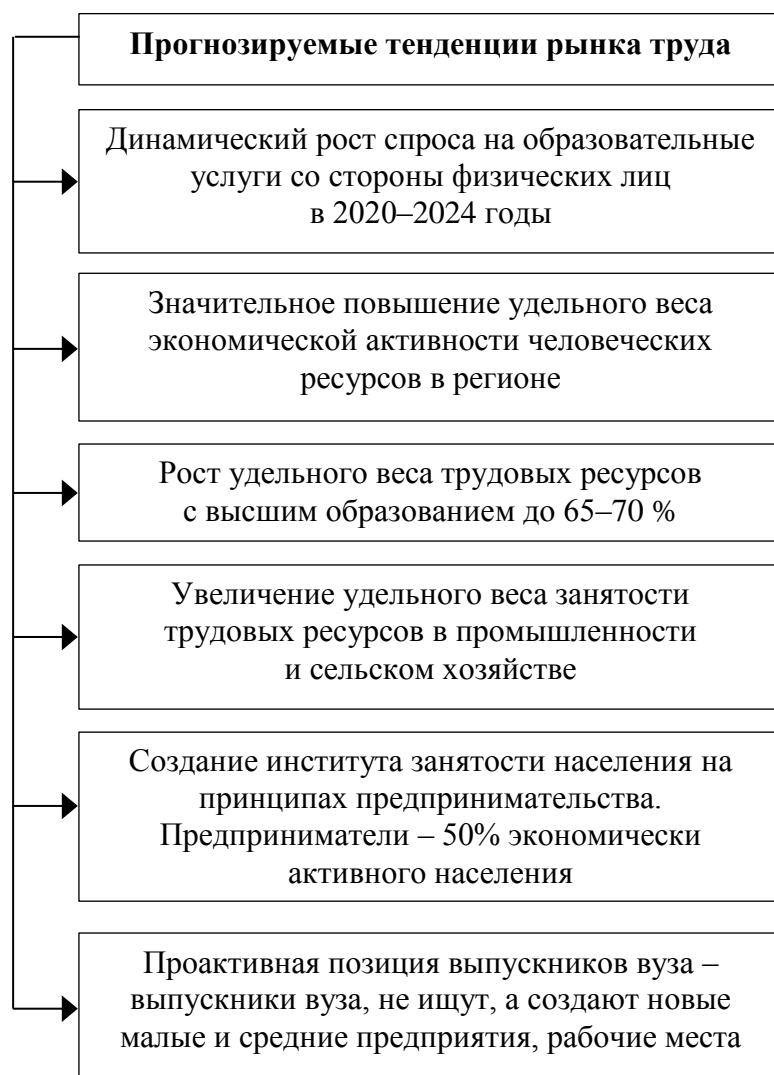 Прогнозируемые тенденции рынка труда
Динамический рост спроса на образовательные
услуги со стороны физических лиц
в 2020–2024 годы
Значительное повышение удельного веса
экономической активности человеческих
ресурсов в регионе
Рост удельного веса трудовых ресурсов
с высшим образованием до 65–70 %
Увеличение удельного веса занятости
трудовых ресурсов в промышленности
и сельском хозяйстве
Создание института занятости населения на
принципах предпринимательства.
Предприниматели – 50% экономически
активного населения
Проактивная позиция выпускников вуза –
выпускники вуза, не ищут, а создают новые
малые и средние предприятия, рабочие места